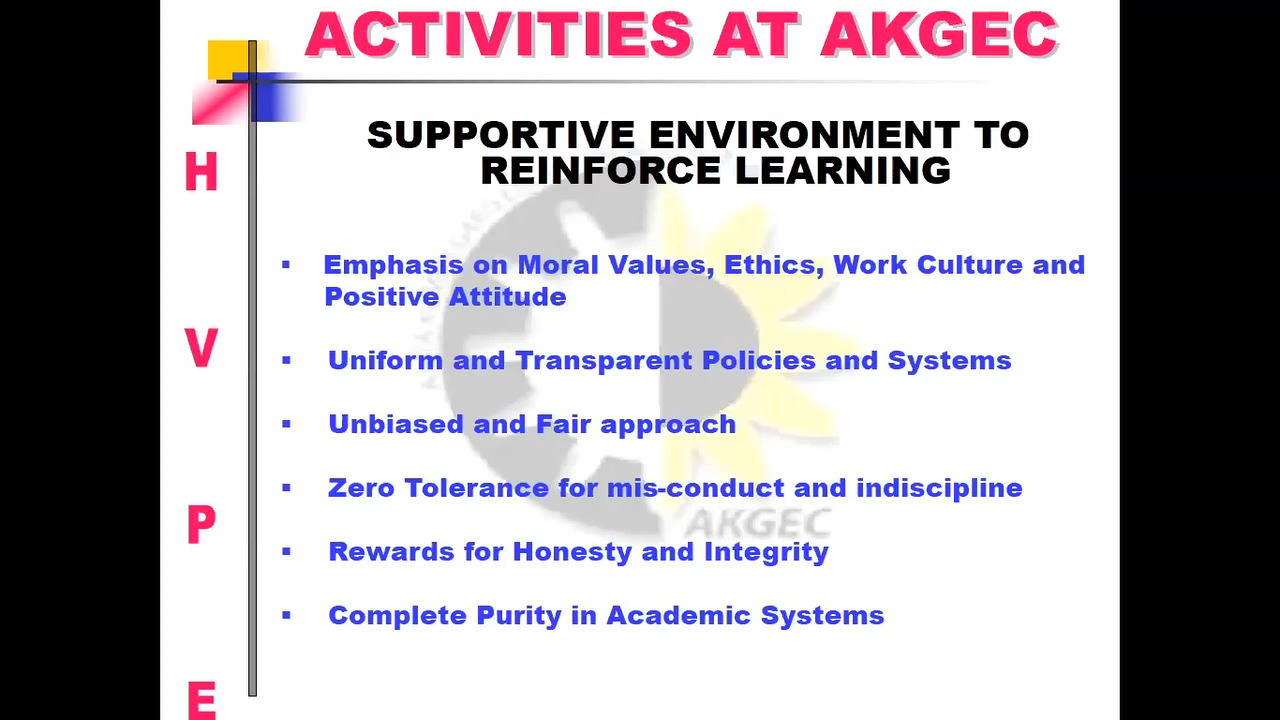 ACTIVITIES AT AKGEC
SUPPORTIVE ENVIRONMENT TO
REINFORCE LEARNING
▪ Emphasis on Moral Values, Ethics, Work Culture and
Positive Attitude
▪ Uniform and Transparent Policies and Systems
▪ Unbiased and Fair approach
▪ Zero Tolerance for mis-conduct and indiscipline
AKGEC
▪ Rewards for Honesty and Integrity
▪ Complete Purity in Academic Systems
H
V
P
E